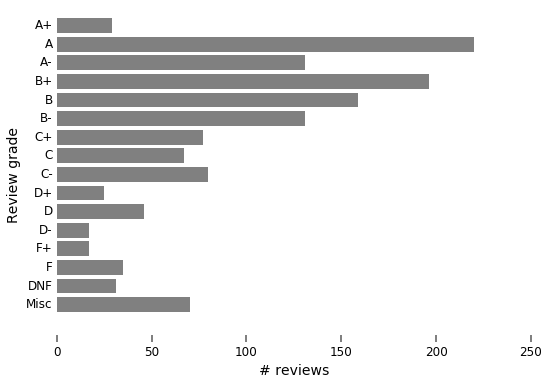 A+
A
A-
B+
B
B-
C+
C
C-
D+
D
D-
F+
F
DNF
Misc
Review grade
0 50 100 150 200 250
# reviews